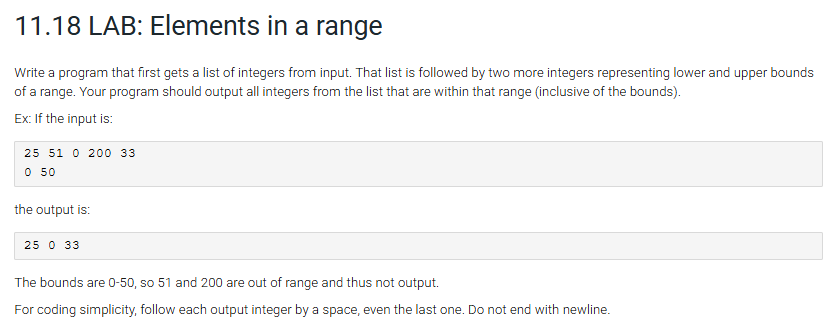 11.18 LAB: Elements in a range
Write a program that first gets a list of integers from input. That list is followed by two more integers representing lower and upper bounds
of a range. Your program should output all integers from the list that are within that range (inclusive of the bounds).
Ex: If the input is:
25 51 0 200 33
0 50
the output is:
25 0 33
The bounds are 0-50, so 51 and 200 are out of range and thus not output.
For coding simplicity, follow each output integer by a space, even the last one. Do not end with newline.